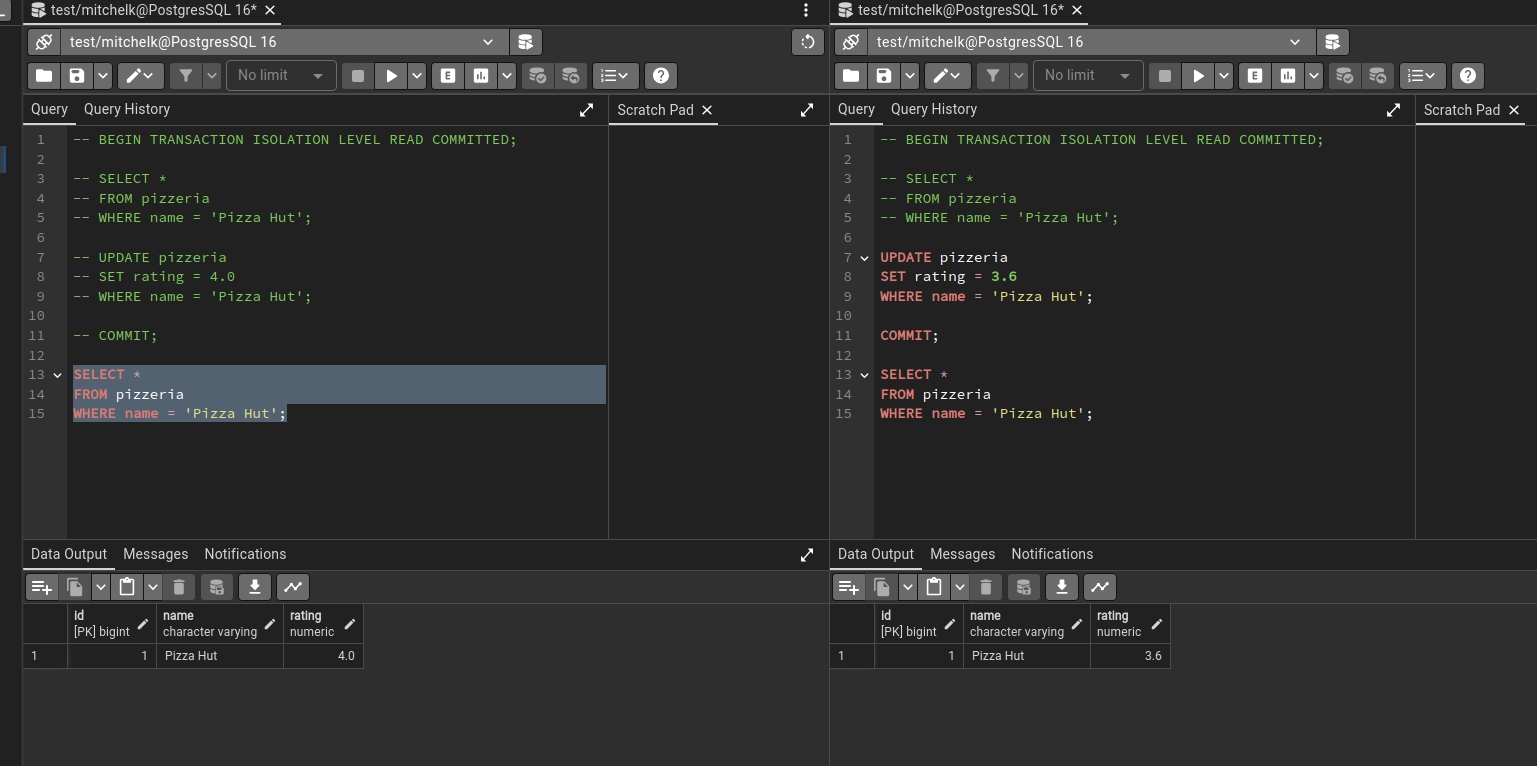 test/mitchelk@PostgresSQL 16*
test/mitchelk@PostgresSQL 16
No limit
E
Query Query History
Scratch Pad
1 -- BEGIN TRANSACTION ISOLATION LEVEL READ COMMITTED;
2
3 -- SELECT *
4 -- FROM pizzeria
5 -- WHERE name = 'Pizza Hut';
6
7 -- UPDATE pizzeria
8 -- SET rating = 4.0
9 -- WHERE name = 'Pizza Hut';
10
11 -- COMMIT;
12
13 SELECT *
14 FROM pizzeria
15 WHERE name = 'Pizza Hut';
Data Output Messages Notifications
id name rating
[PK] bigint character varying numeric
1 1 Pizza Hut 4.0
test/mitchelk@PostgresSQL 16*
test/mitchelk@PostgresSQL 16
No limit
E
Query Query History
Scratch Pad
1 -- BEGIN TRANSACTION ISOLATION LEVEL READ COMMITTED;
2
3 -- SELECT *
4 -- FROM pizzeria
5 -- WHERE name = 'Pizza Hut';
6
7 UPDATE pizzeria
8 SET rating = 3.6
9 WHERE name = 'Pizza Hut';
10
11 COMMIT;
12
13 SELECT *
14 FROM pizzeria
15 WHERE name = 'Pizza Hut';
Data Output Messages Notifications
id name rating
[PK] bigint character varying numeric
1 1 Pizza Hut 3.6